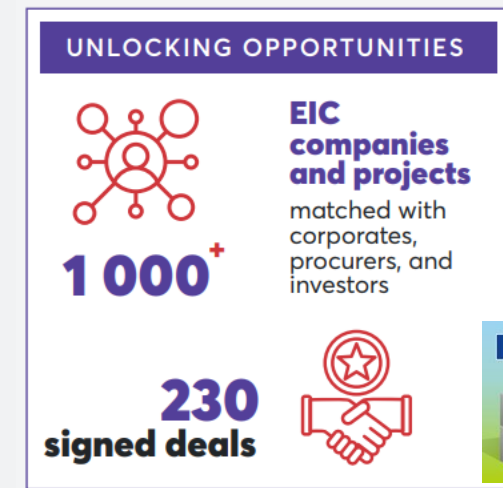 UNLOCKING OPPORTUNITIES
1 000+
EIC
companies
and projects
matched with
corporates,
procurers, and
investors
230
signed deals